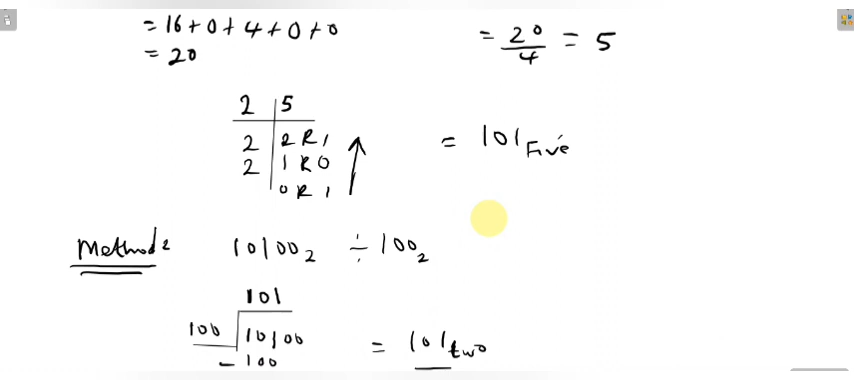 = 16 + 0 + 4 + 0 + 0
= 20
= 20/4 = 5
2 | 5
2 | 2 R 1
2 | 1 R 0
0 R 1
= 101 Five
Method 2 10100₂ ÷ 100₂
101
100 | 10100
- 100
= 101 two